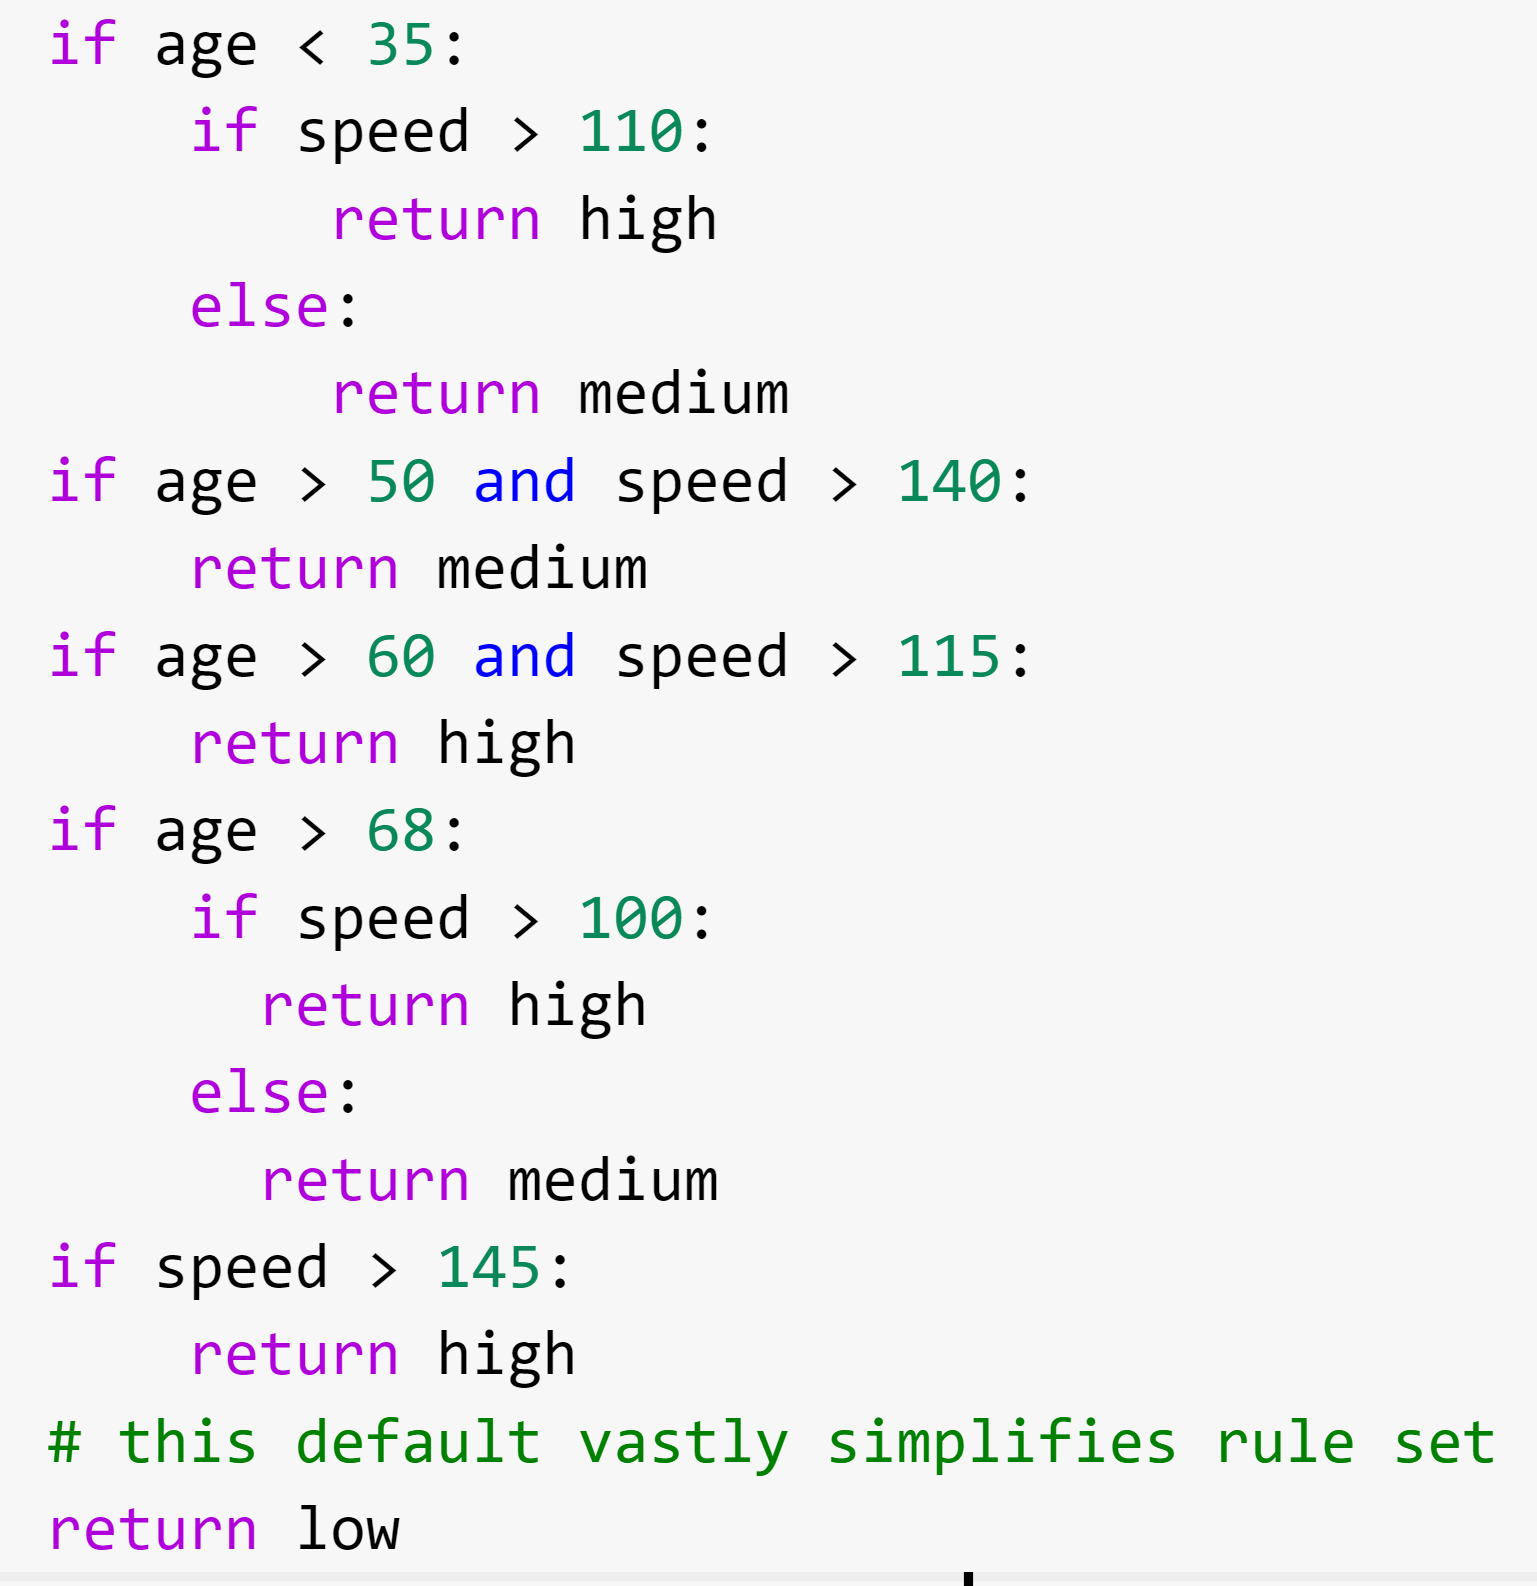 if age < 35:
    if speed > 110:
        return high
    else:
        return medium
if age > 50 and speed > 140:
    return medium
if age > 60 and speed > 115:
    return high
if age > 68:
    if speed > 100:
      return high
    else:
      return medium
if speed > 145:
    return high
# this default vastly simplifies rule set
return low